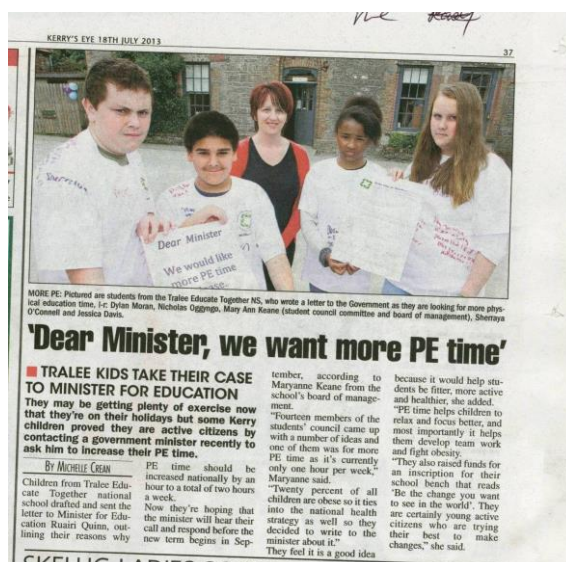 KERRY'S EYE 18TH JULY 2013
37
Dear Minister
We would like
more PE time
MORE PE: Pictured are students from the Tralee Educate Together NS, who wrote a letter to the Government as they are looking for more phys-
ical education time, l-r: Dylan Moran, Nicholas Oggyngo, Mary Ann Keane (student council committee and board of management), Sherraya
O'Connell and Jessica Davis.
'Dear Minister, we want more PE time'
TRALEE KIDS TAKE THEIR CASE
TO MINISTER FOR EDUCATION
They may be getting plenty of exercise now
that they're on their holidays but some Kerry
children proved they are active citizens by
contacting a government minister recently to
ask him to increase their PE time.
BY MICHELLE CREAN
Children from Tralee Edu-
cate Together national
school drafted and sent the
letter to Minister for Edu-
cation Ruairi Quinn, out-
lining their reasons why
PE time should be
increased nationally by an
hour to a total of two hours
a week.
Now they're hoping that
the minister will hear their
call and respond before the
new term begins in Sep-
tember, according to
Maryanne Keane from the
school's board of manage-
ment.
"Fourteen members of the
students' council came up
with a number of ideas and
one of them was for more
PE time as it's currently
only one hour per week,"
Maryanne said.
"Twenty percent of all
children are obese so it ties
into the national health
strategy as well so they
decided to write to the
minister about it."
They feel it is a good idea
because it would help stu-
dents be fitter, more active
and healthier, she added.
"PE time helps children to
relax and focus better, and
most importantly it helps
them develop team work
and fight obesity.
"They also raised funds for
an inscription for their
school bench that reads
'Be the change you want
to see in the world'. They
are certainly young active
citizens who are trying
their best to make
changes," she said.